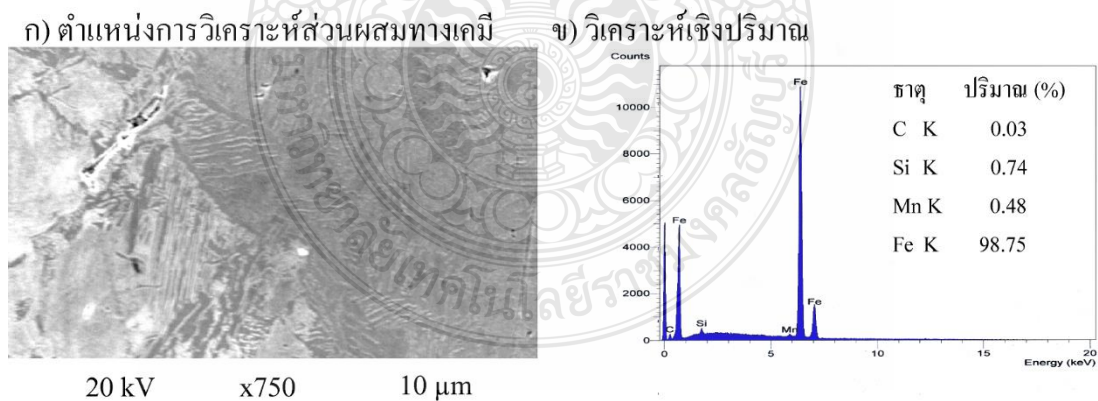 ก) ตำแหน่งการวิเคราะห์ส่วนผสมทางเคมี
ข) วิเคราะห์เชิงปริมาณ
Counts
10000
8000
6000
4000
2000
0
Fe
Fe
Fe
C
Si
Mn
0
5
10
15
20
Energy (keV)
ธาตุ ปริมาณ (%)
C K 0.03
Si K 0.74
Mn K 0.48
Fe K 98.75
20 kV x750 10 µm